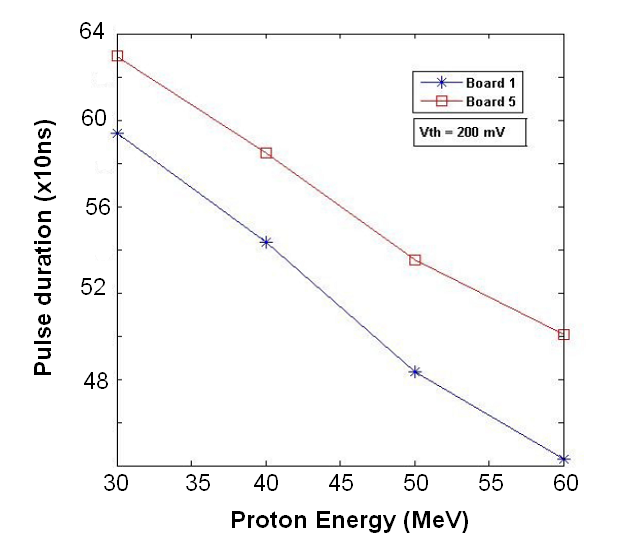 64
60
56
52
48
Pulse duration (x10ns)
Board 1
Board 5
Vth = 200 mV
30 35 40 45 50 55 60
Proton Energy (MeV)